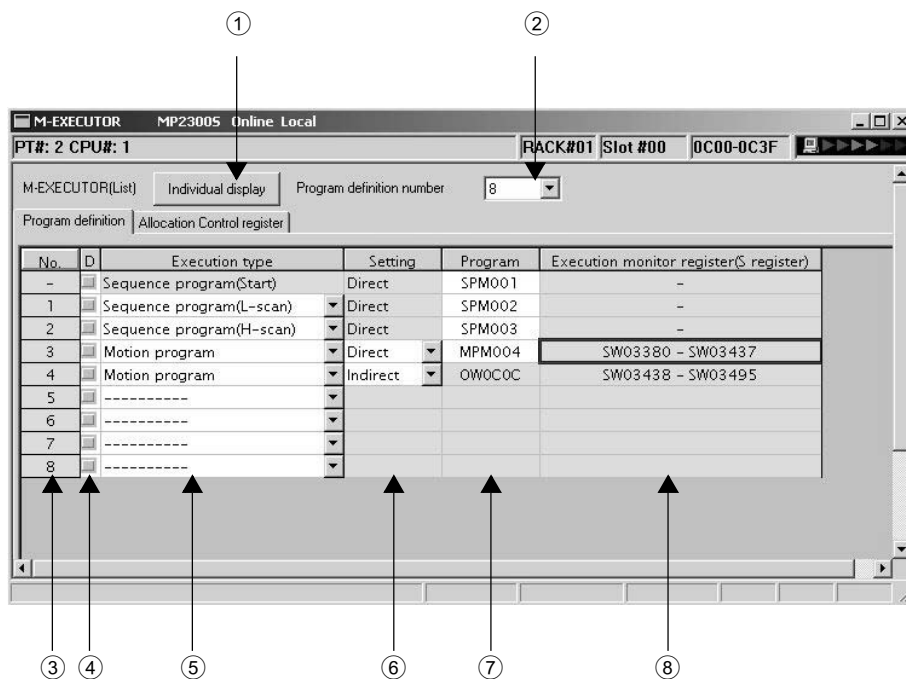 ① ②
M-EXECUTOR MP2300S Online Local
PT#: 2 CPU#: 1 RACK#01 Slot #00 0C00-0C3F
M-EXECUTOR(List) Individual display Program definition number 8
Program definition Allocation Control register
No. D Execution type Setting Program Execution monitor register(S register)
- Sequence program(Start) Direct SPM001 -
1 Sequence program(L-scan) Direct SPM002 -
2 Sequence program(H-scan) Direct SPM003 -
3 Motion program Direct MPM004 SW03380 - SW03437
4 Motion program Indirect OW0C0C SW03438 - SW03495
5 ----------
6 ----------
7 ----------
8 ----------
③ ④ ⑤ ⑥ ⑦ ⑧